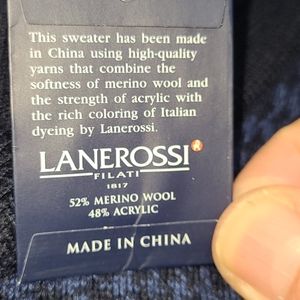 This sweater has been made
in China using high-quality
yarns that combine the
softness of merino wool and
the strength of acrylic with
the rich coloring of Italian
dyeing by Lanerossi.
LANEROSSI
FILATI
1817
52% MERINO WOOL
48% ACRYLIC
MADE IN CHINA